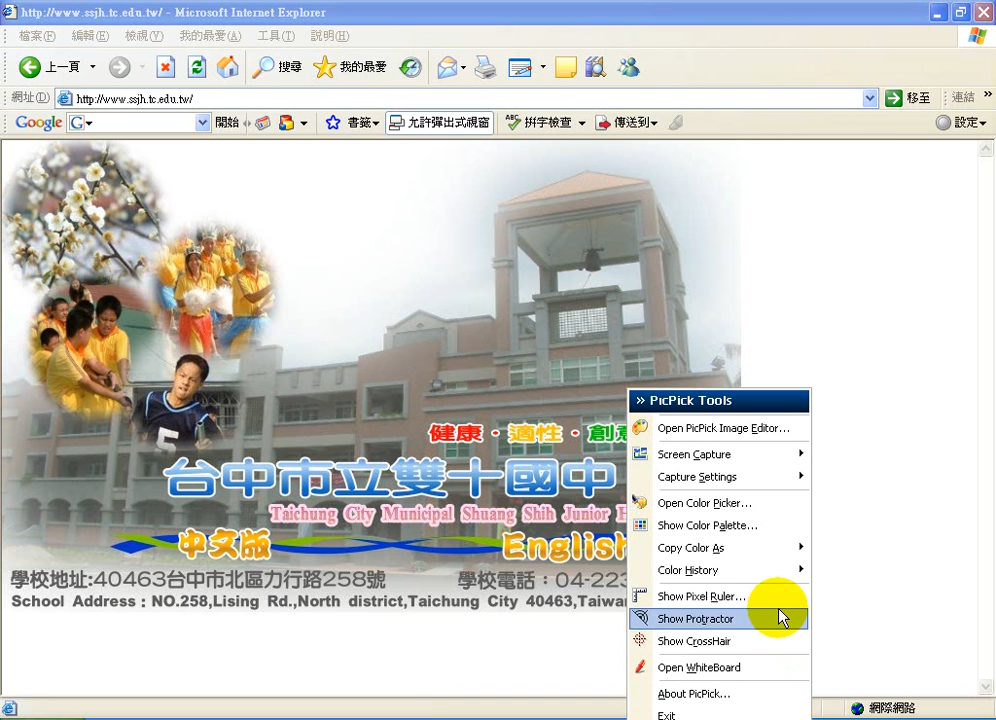 http://www.ssjh.tc.edu.tw/ - Microsoft Internet Explorer
檔案(F) 編輯(E) 檢視(V) 我的最愛(A) 工具(T) 說明(H)
上一頁 搜尋 我的最愛
網址(D) http://www.ssjh.tc.edu.tw/ 移至 連結 »
Google G 開始 書籤 允許彈出式視窗 ABC 拼字檢查 傳送到 設定
5
健康・適性・創意
台中市立雙十國中
Taichung City Municipal Shuang Shih Junior H
中文版 English
學校地址:40463台中市北區力行路258號 學校電話：04-223
School Address：NO.258,Lising Rd.,North district,Taichung City 40463,Taiwan
» PicPick Tools
Open PicPick Image Editor...
Screen Capture
Capture Settings
Open Color Picker...
Show Color Palette...
Copy Color As
Color History
Show Pixel Ruler...
Show Protractor
Show CrossHair
Open WhiteBoard
About PicPick...
Exit
網際網路